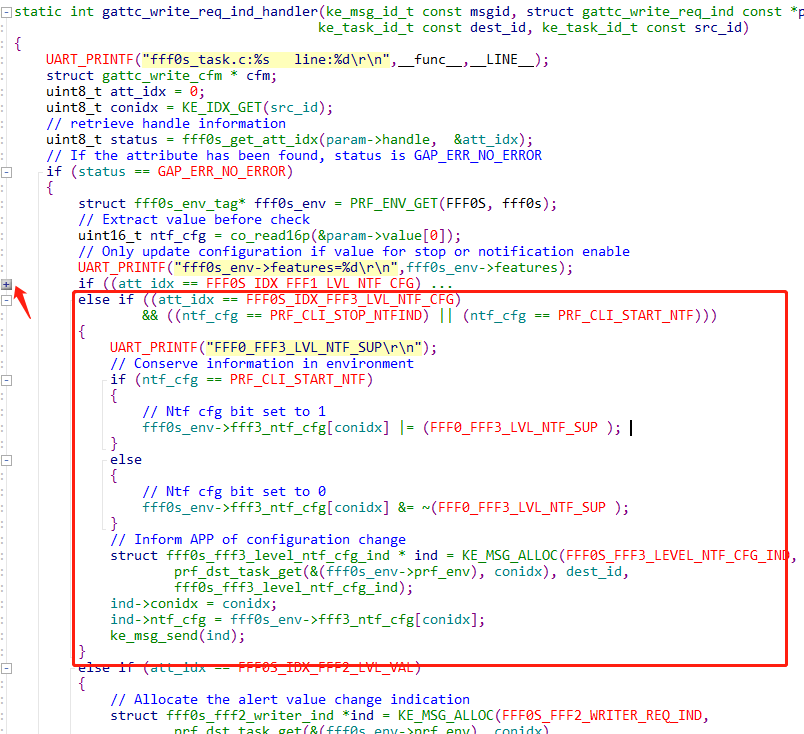 static int gattc_write_req_ind_handler(ke_msg_id_t const msgid, struct gattc_write_req_ind const *p
ke_task_id_t const dest_id, ke_task_id_t const src_id)
{
UART_PRINTF("fff0s_task.c:%s   line:%d\r\n",__func__,__LINE__);
struct gattc_write_cfm * cfm;
uint8_t att_idx = 0;
uint8_t conidx = KE_IDX_GET(src_id);
// retrieve handle information
uint8_t status = fff0s_get_att_idx(param->handle,  &att_idx);
// If the attribute has been found, status is GAP_ERR_NO_ERROR
if (status == GAP_ERR_NO_ERROR)
{
struct fff0s_env_tag* fff0s_env = PRF_ENV_GET(FFF0S, fff0s);
// Extract value before check
uint16_t ntf_cfg = co_read16p(&param->value[0]);
// Only update configuration if value for stop or notification enable
UART_PRINTF("fff0s_env->features=%d\r\n",fff0s_env->features);
if ((att_idx == FFF0S_IDX_FFF1_LVL_NTF_CFG) ...
else if ((att_idx == FFF0S_IDX_FFF3_LVL_NTF_CFG)
&& ((ntf_cfg == PRF_CLI_STOP_NTFIND) || (ntf_cfg == PRF_CLI_START_NTF)))
{
UART_PRINTF("FFF0_FFF3_LVL_NTF_SUP\r\n");
// Conserve information in environment
if (ntf_cfg == PRF_CLI_START_NTF)
{
// Ntf cfg bit set to 1
fff0s_env->fff3_ntf_cfg[conidx] |= (FFF0_FFF3_LVL_NTF_SUP );
}
else
{
// Ntf cfg bit set to 0
fff0s_env->fff3_ntf_cfg[conidx] &= ~(FFF0_FFF3_LVL_NTF_SUP );
}
// Inform APP of configuration change
struct fff0s_fff3_level_ntf_cfg_ind * ind = KE_MSG_ALLOC(FFF0S_FFF3_LEVEL_NTF_CFG_IND,
prf_dst_task_get(&(fff0s_env->prf_env), conidx), dest_id,
fff0s_fff3_level_ntf_cfg_ind);
ind->conidx = conidx;
ind->ntf_cfg = fff0s_env->fff3_ntf_cfg[conidx];
ke_msg_send(ind);
}
else if (att_idx == FFF0S_IDX_FFF2_LVL_VAL)
{
// Allocate the alert value change indication
struct fff0s_fff2_writer_ind *ind = KE_MSG_ALLOC(FFF0S_FFF2_WRITER_REQ_IND,
prf_dst_task_get(&(fff0s_env->prf_env), conidx)